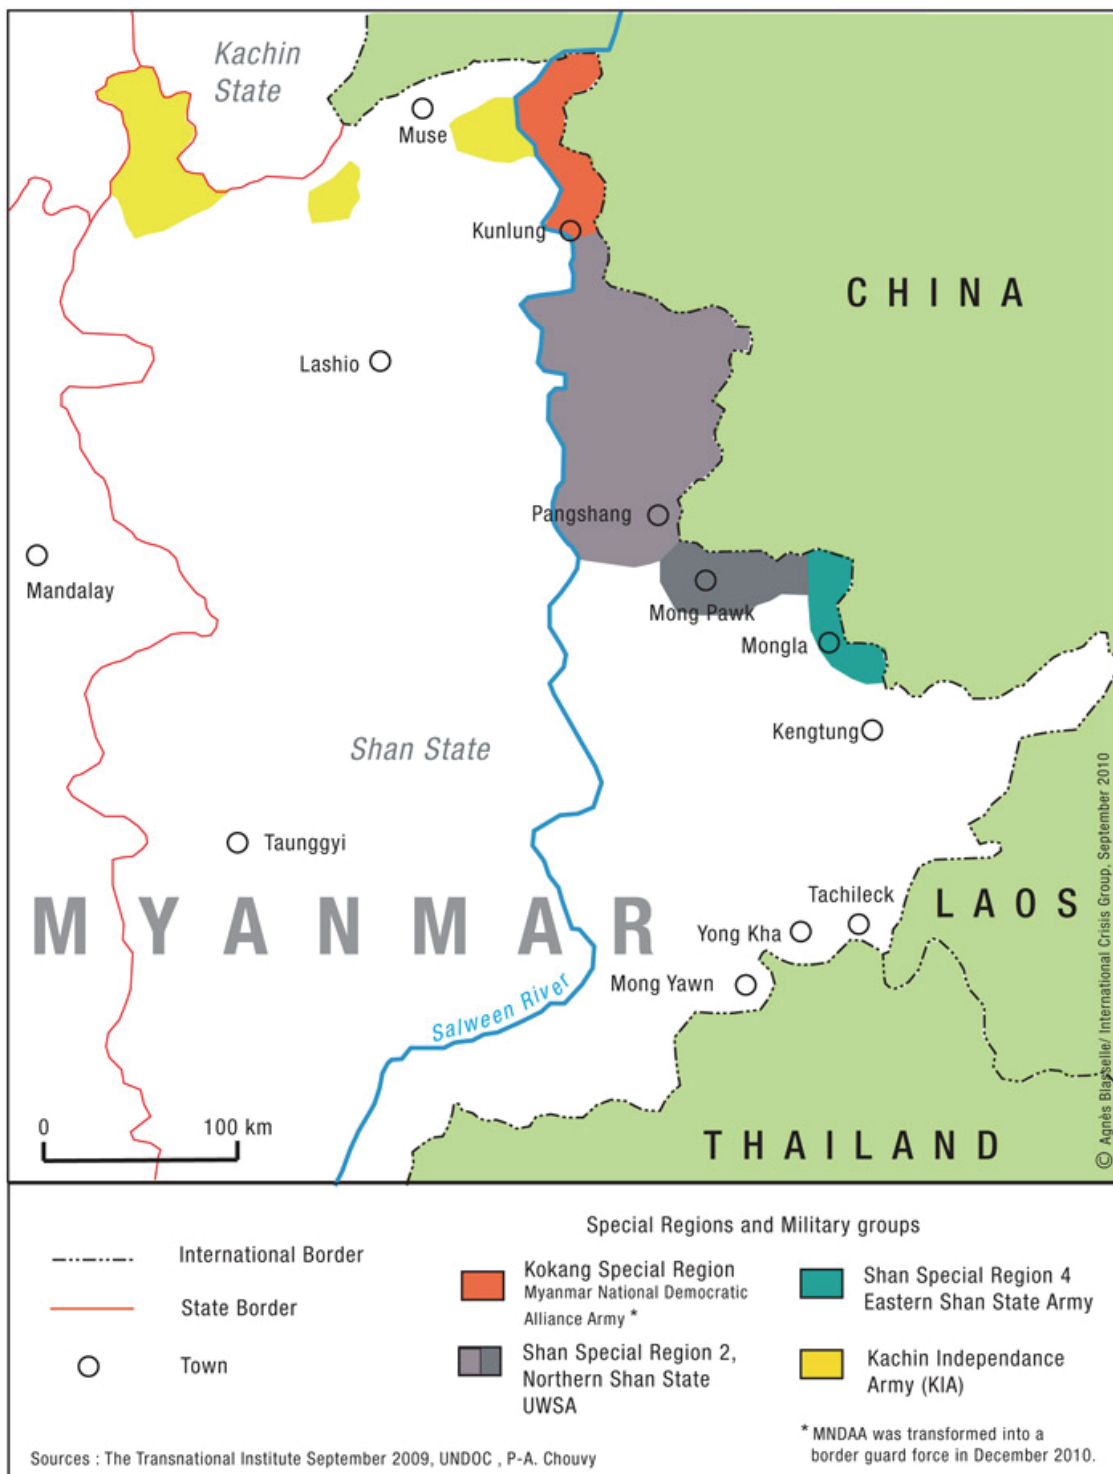 Kachin
State
Muse
Kunlung
CHINA
Lashio
Pangshang
Mandalay
Mong Pawk
Mongla
Kengtung
Shan State
Taunggyi
MYANMAR
Tachileck
LAOS
Yong Kha
Mong Yawn
Salween River
0 100 km
THAILAND
© Agnès Blasselle/ International Crisis Group, September 2010
Special Regions and Military groups
International Border
State Border
Town
Kokang Special Region
Myanmar National Democratic
Alliance Army *
Shan Special Region 2,
Northern Shan State
UWSA
Shan Special Region 4
Eastern Shan State Army
Kachin Independance
Army (KIA)
* MNDAA was transformed into a
border guard force in December 2010.
Sources : The Transnational Institute September 2009, UNDOC , P-A. Chouvy